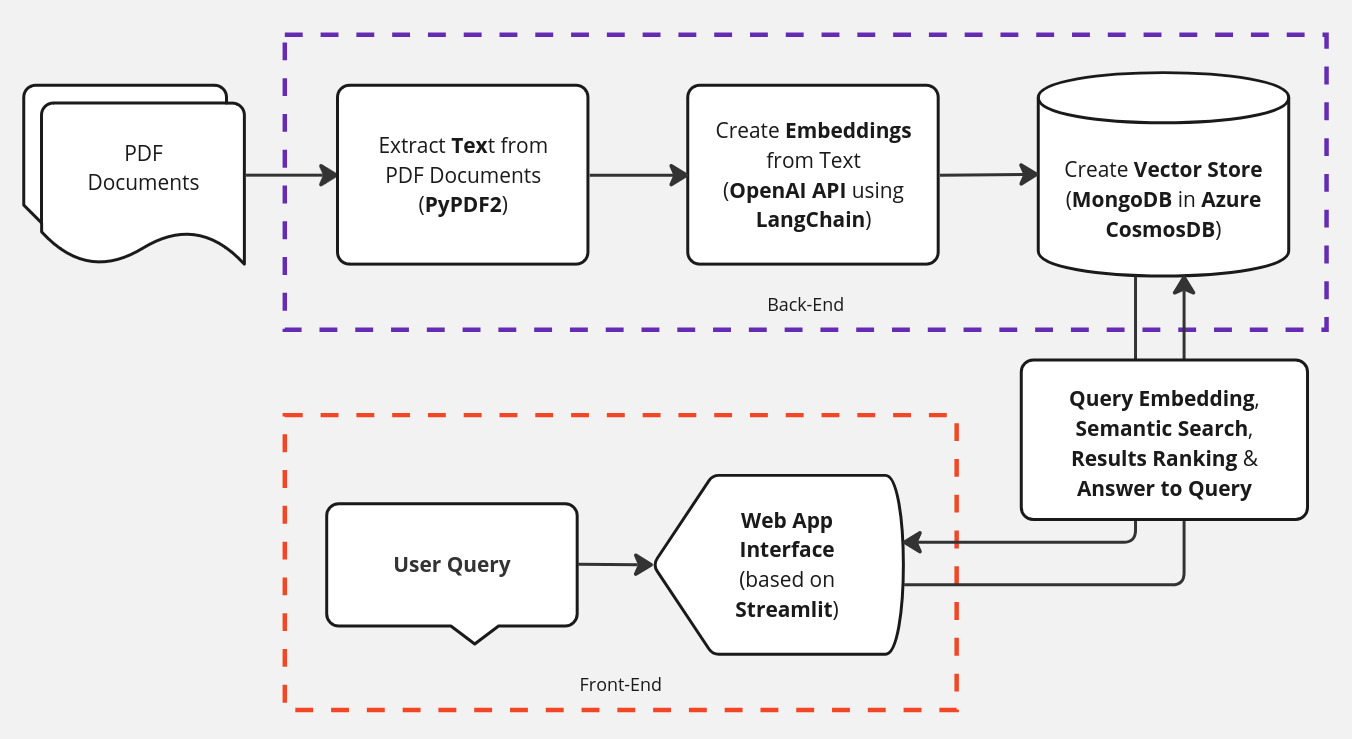 PDF
Documents
Extract Text from
PDF Documents
(PyPDF2)
Create Embeddings
from Text
(OpenAI API using
LangChain)
Create Vector Store
(MongoDB in Azure
CosmosDB)
Back-End
Query Embedding,
Semantic Search,
Results Ranking &
Answer to Query
User Query
Web App
Interface
(based on
Streamlit)
Front-End